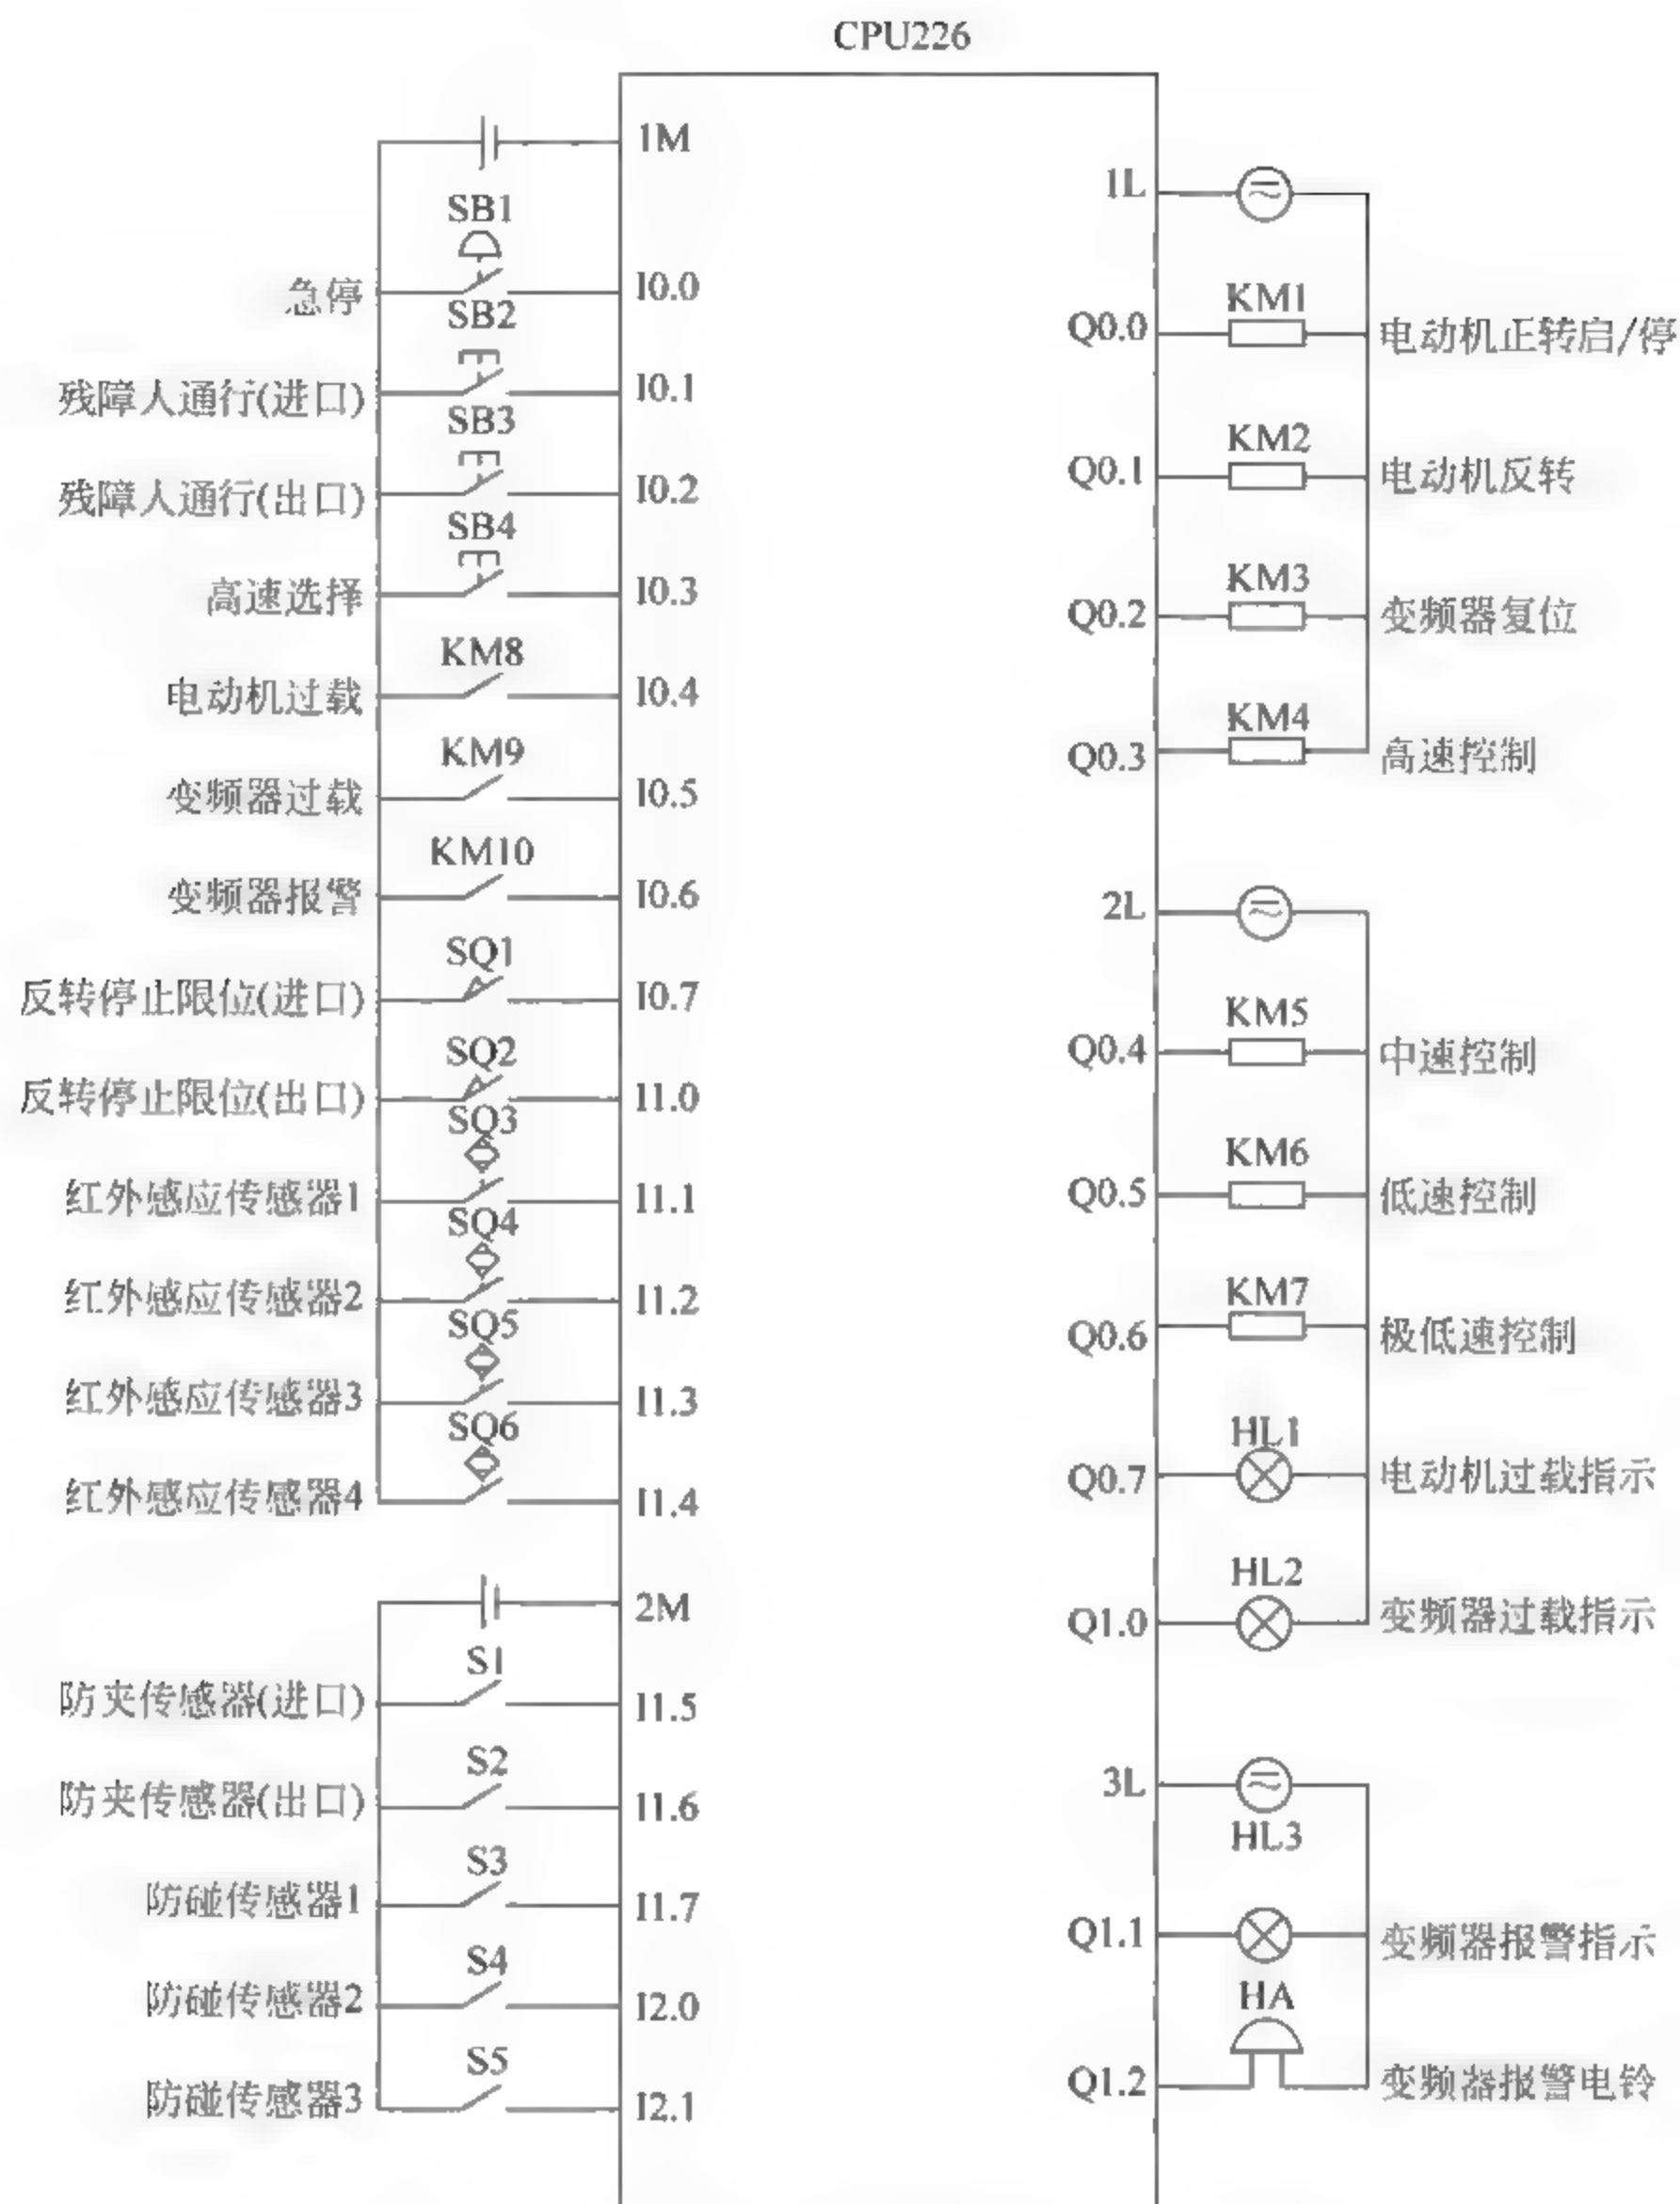 CPU226
1M
SB1
急停
I0.0
SB2
残障人通行(进口)
I0.1
SB3
残障人通行(出口)
I0.2
SB4
高速选择
I0.3
KM8
电动机过载
I0.4
KM9
变频器过载
I0.5
KM10
变频器报警
I0.6
SQ1
反转停止限位(进口)
I0.7
SQ2
反转停止限位(出口)
I1.0
SQ3
红外感应传感器1
I1.1
SQ4
红外感应传感器2
I1.2
SQ5
红外感应传感器3
I1.3
SQ6
红外感应传感器4
I1.4
2M
S1
防夹传感器(进口)
I1.5
S2
防夹传感器(出口)
I1.6
S3
防碰传感器1
I1.7
S4
防碰传感器2
I2.0
S5
防碰传感器3
I2.1
1L
KM1
Q0.0
电动机正转启/停
KM2
Q0.1
电动机反转
KM3
Q0.2
变频器复位
KM4
Q0.3
高速控制
2L
KM5
Q0.4
中速控制
KM6
Q0.5
低速控制
KM7
Q0.6
极低速控制
HL1
Q0.7
电动机过载指示
HL2
Q1.0
变频器过载指示
3L
HL3
Q1.1
变频器报警指示
HA
Q1.2
变频器报警电铃